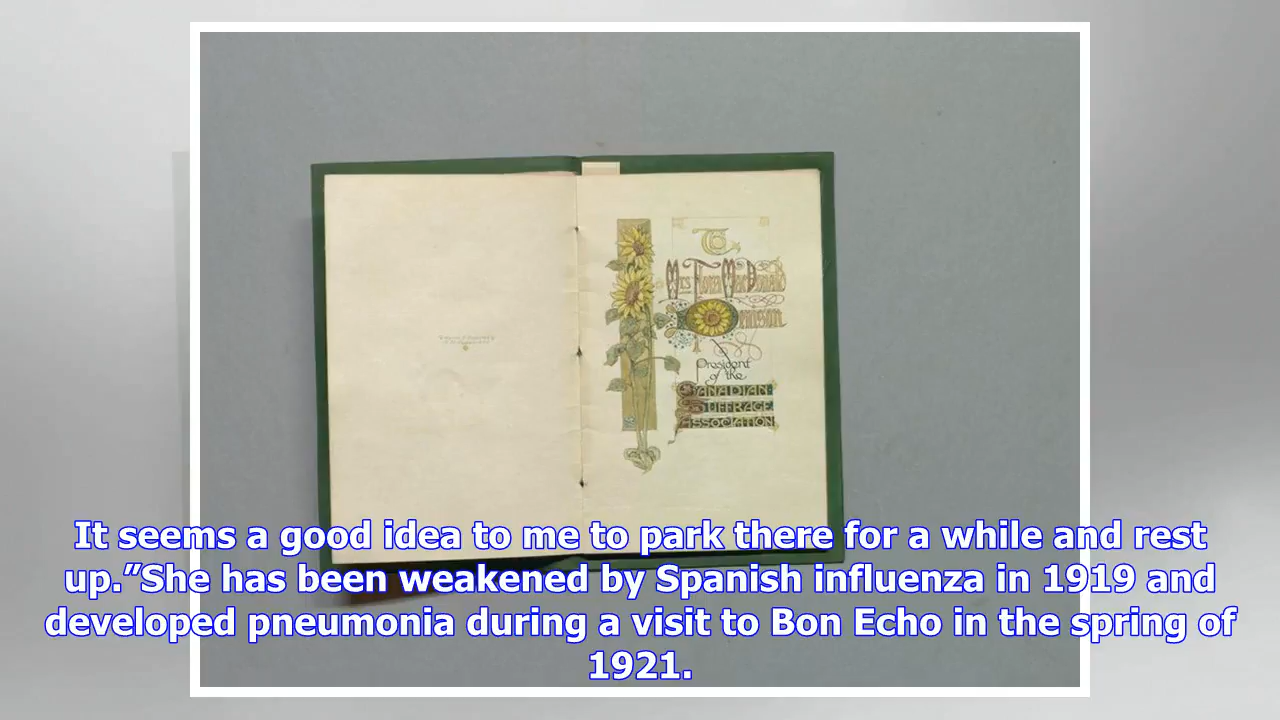 To
Mrs Flora MacDonald
Denison
President
of the
CANADIAN
SUFFRAGE
ASSOCIATION
It seems a good idea to me to park there for a while and rest
up.”She has been weakened by Spanish influenza in 1919 and
developed pneumonia during a visit to Bon Echo in the spring of
1921.